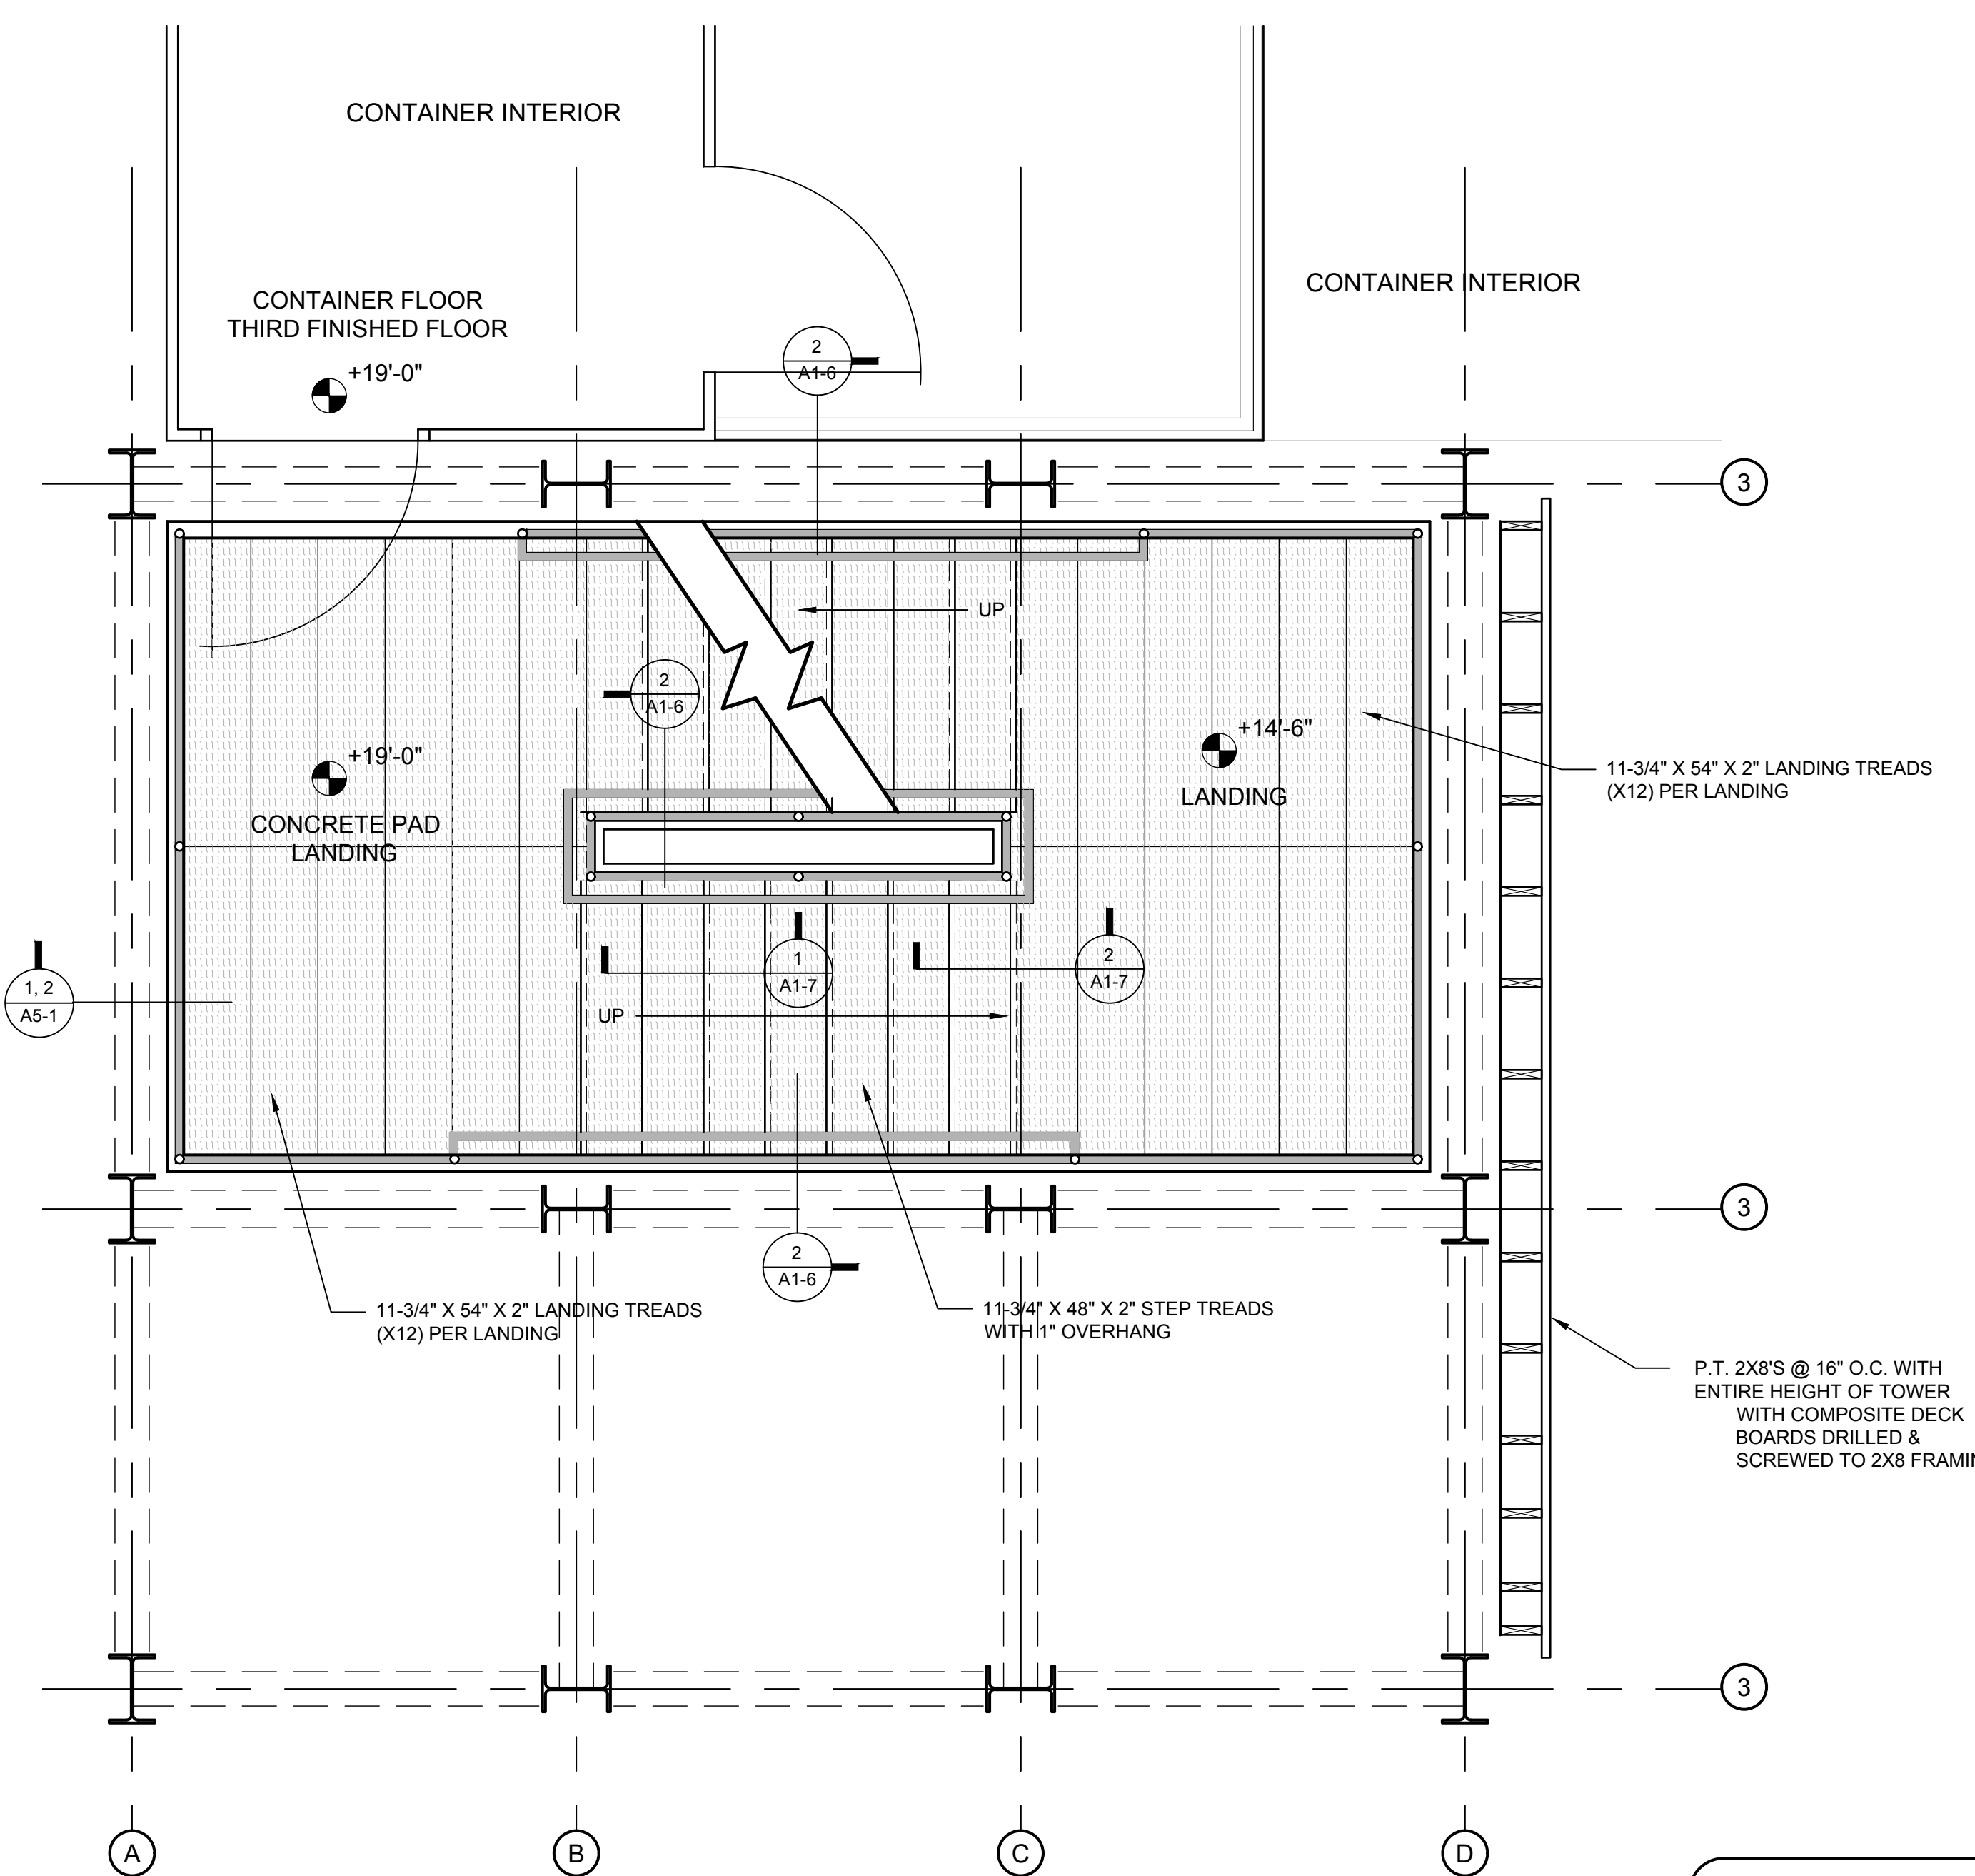 CONTAINER INTERIOR
CONTAINER INTERIOR
CONTAINER FLOOR
THIRD FINISHED FLOOR
+19'-0"
2
A1-6
3
UP
2
A1-6
+19'-0"
CONCRETE PAD
LANDING
+14'-6"
LANDING
11-3/4" X 54" X 2" LANDING TREADS
(X12) PER LANDING
1, 2
A5-1
1
A1-7
2
A1-7
UP
3
2
A1-6
11-3/4" X 54" X 2" LANDING TREADS
(X12) PER LANDING
11-3/4" X 48" X 2" STEP TREADS
WITH 1" OVERHANG
P.T. 2X8'S @ 16" O.C. WITH
ENTIRE HEIGHT OF TOWER
WITH COMPOSITE DECK
BOARDS DRILLED &
SCREWED TO 2X8
3
A
B
C
D